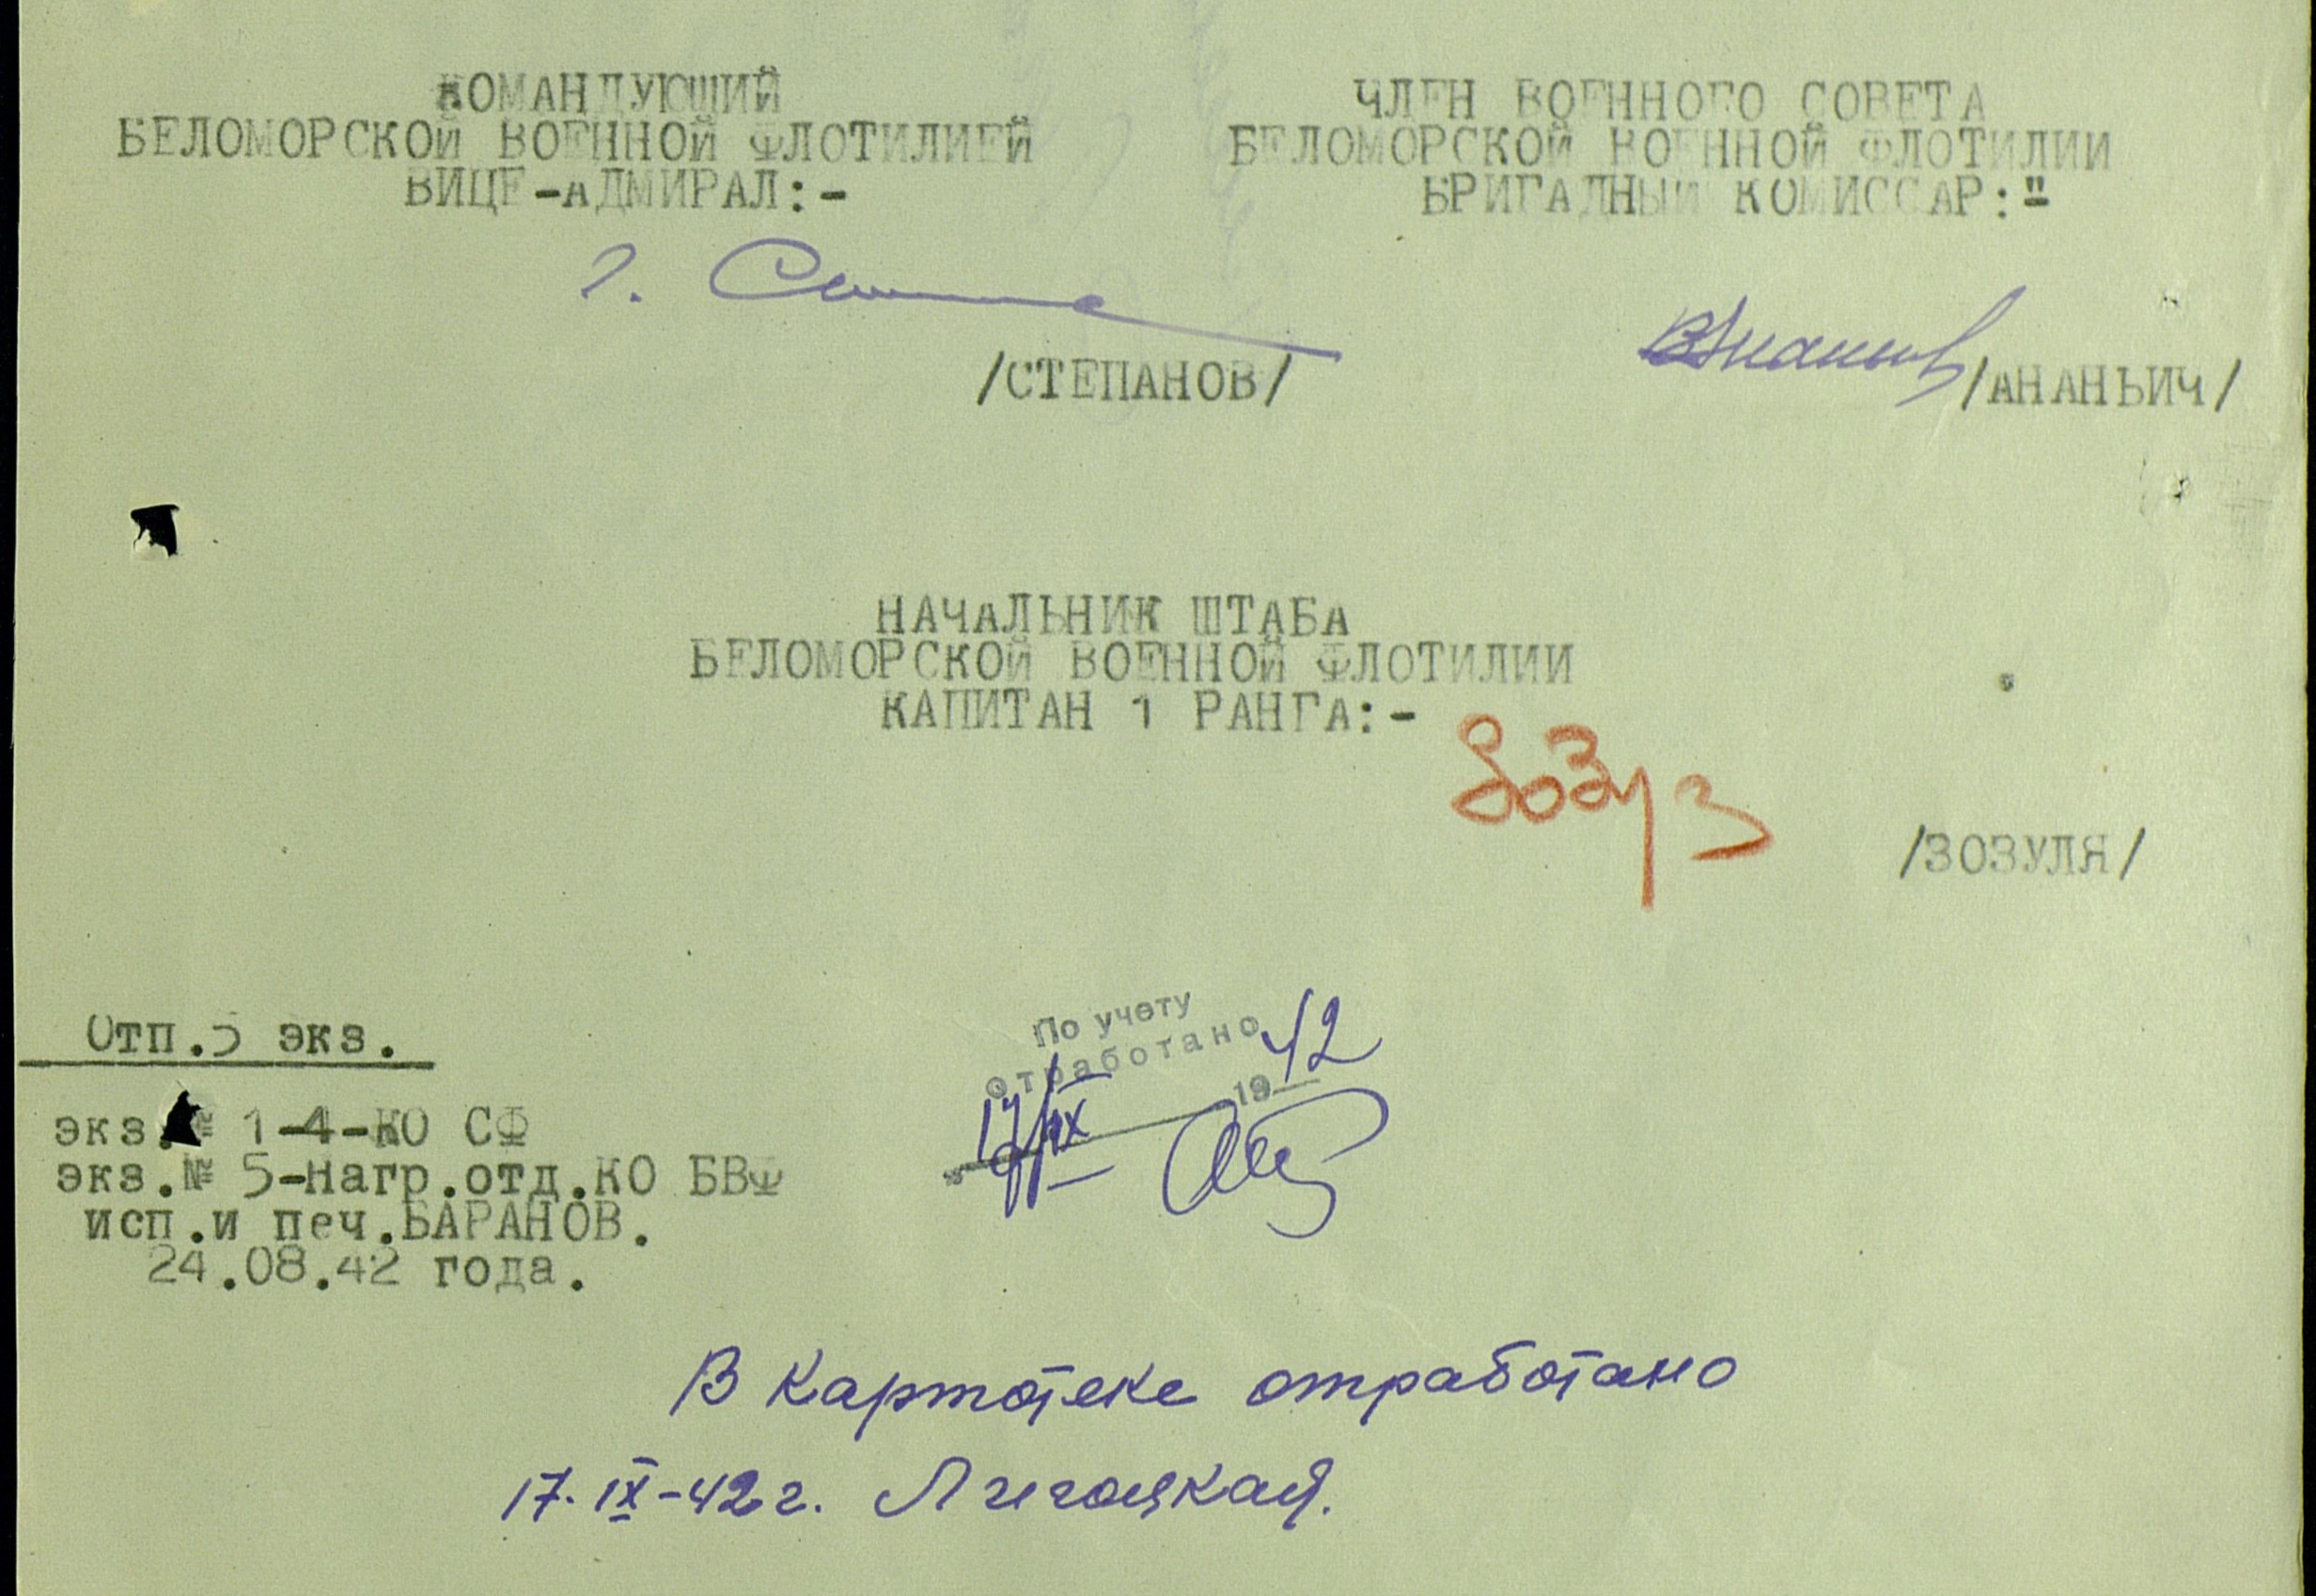 КОМАНДУЮЩИЙ
БЕЛОМОРСКОЙ ВОЕННОЙ ФЛОТИЛИЕЙ
ВИЦЕ-АДМИРАЛ:-
/СТЕПАНОВ/
ЧЛЕН ВОЕННОГО СОВЕТА
БЕЛОМОРСКОЙ ВОЕННОЙ ФЛОТИЛИИ
БРИГАДНЫЙ КОМИССАР:"-
/АНАНЬИЧ/
НАЧАЛЬНИК ШТАБА
БЕЛОМОРСКОЙ ВОЕННОЙ ФЛОТИЛИИ
КАПИТАН 1 РАНГА:-
/ЗОЗУЛЯ/
Отп.5 экз.
экз.№ 1-4-КО СФ
экз.№ 5-Нагр.отд.КО БВФ
исп.и печ.БАРАНОВ.
24.08.42 года.
По учету
отработано
17/IX 1942
В картотеке отработано
17.IX-42г.